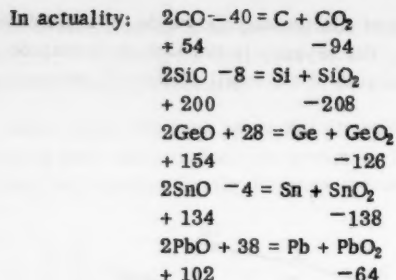 In actuality: 2CO − 40 = C + CO₂
+ 54 −94
2SiO −8 = Si + SiO₂
+ 200 −208
2GeO + 28 = Ge + GeO₂
+ 154 −126
2SnO −4 = Sn + SnO₂
+ 134 −138
2PbO + 38 = Pb + PbO₂
+ 102 −64